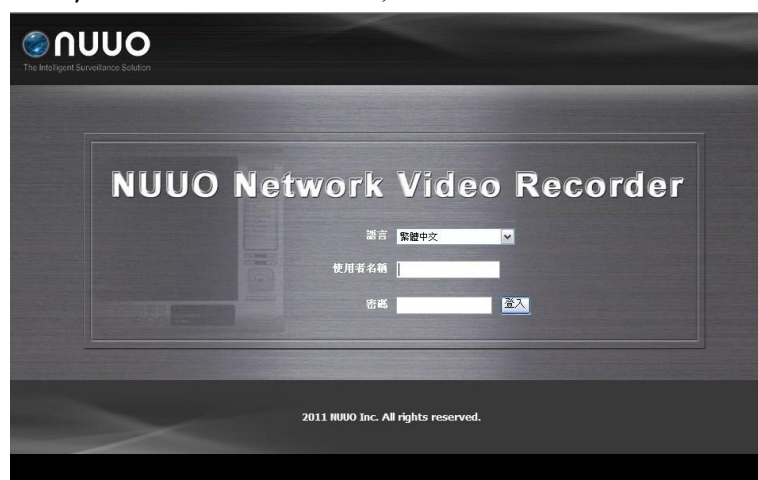 nuuo
The Intelligent Surveillance Solution
NUUO Network Video Recorder
語言 繁體中文
使用者名稱
密碼 登入
2011 NUUO Inc. All rights reserved.